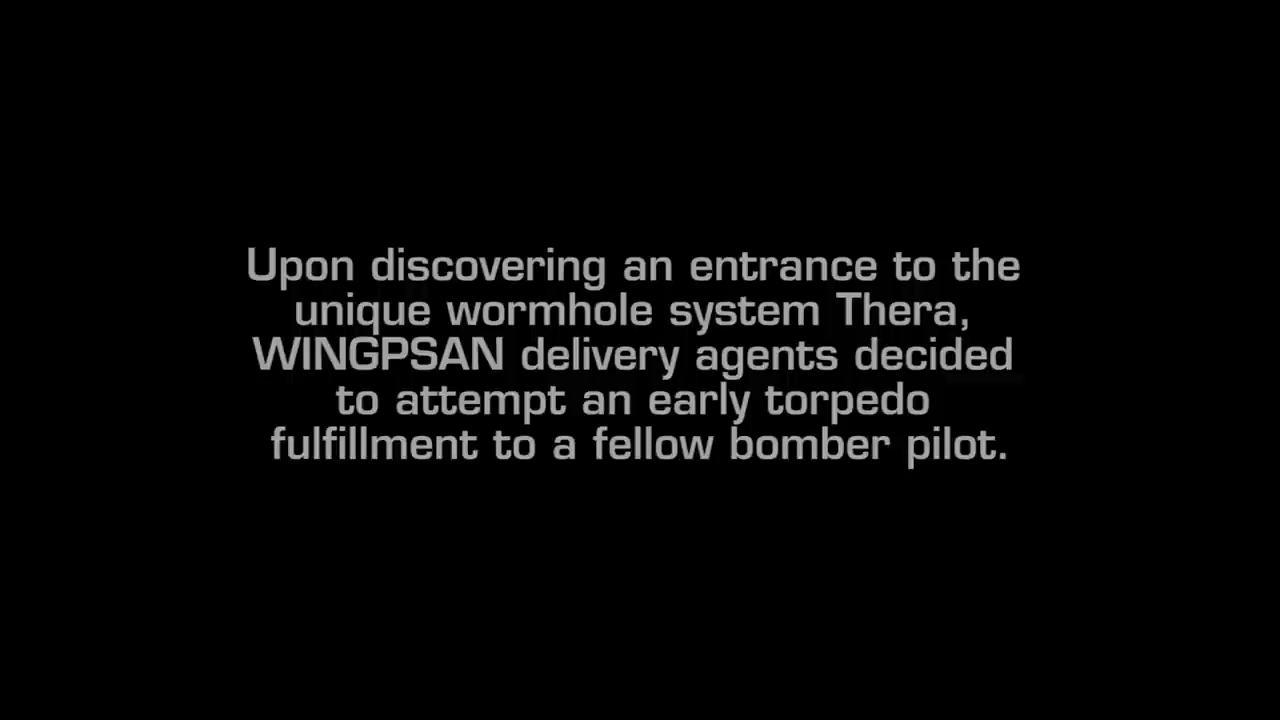 Upon discovering an entrance to the
unique wormhole system Thera,
WINGPSAN delivery agents decided
to attempt an early torpedo
fulfillment to a fellow bomber pilot.